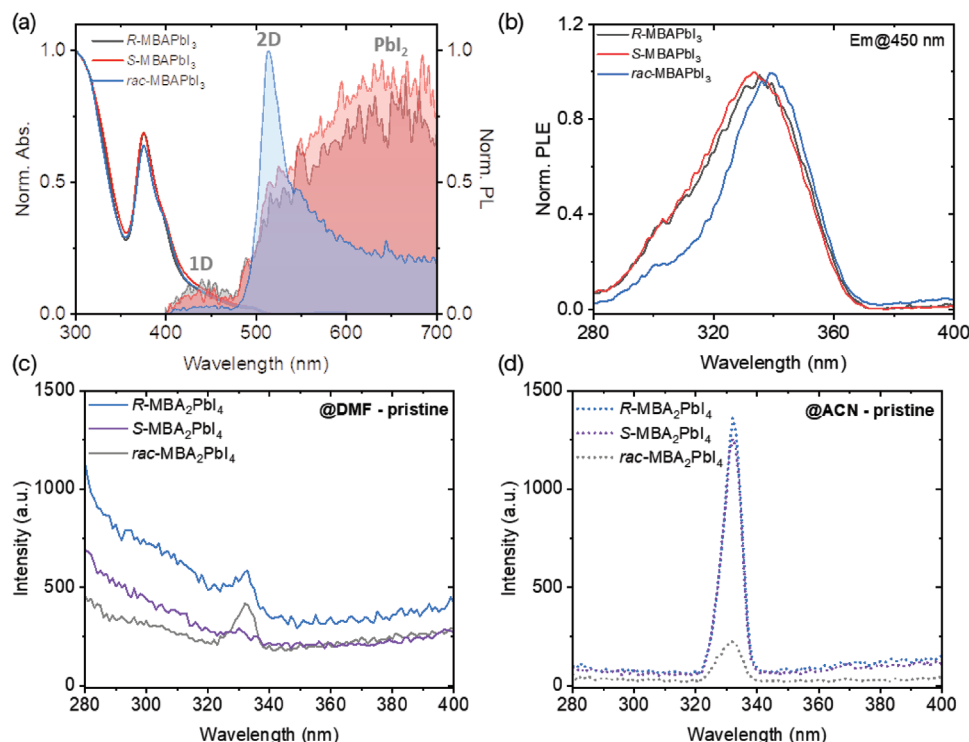 (a)
R-MBAPbI₃
S-MBAPbI₃
rac-MBAPbI₃
2D
PbI₂
1D
Norm. Abs.
1.0
0.5
0.0
Norm. PL
1.0
0.5
0.0
300 400 500 600 700
Wavelength (nm)
(b)
R-MBAPbI₃
S-MBAPbI₃
rac-MBAPbI₃
Em@450 nm
Norm. PLE
1.2
0.8
0.4
0.0
280 320 360 400
Wavelength (nm)
(c)
R-MBA₂PbI₄
S-MBA₂PbI₄
rac-MBA₂PbI₄
@DMF - pristine
Intensity (a.u.)
1500
1000
500
0
280 300 320 340 360 380 400
Wavelength (nm)
(d)
R-MBA₂PbI₄
S-MBA₂PbI₄
rac-MBA₂PbI₄
@ACN - pristine
Intensity (a.u.)
1500
1000
500
0
280 300 320 340 360 380 400
Wavelength (nm)